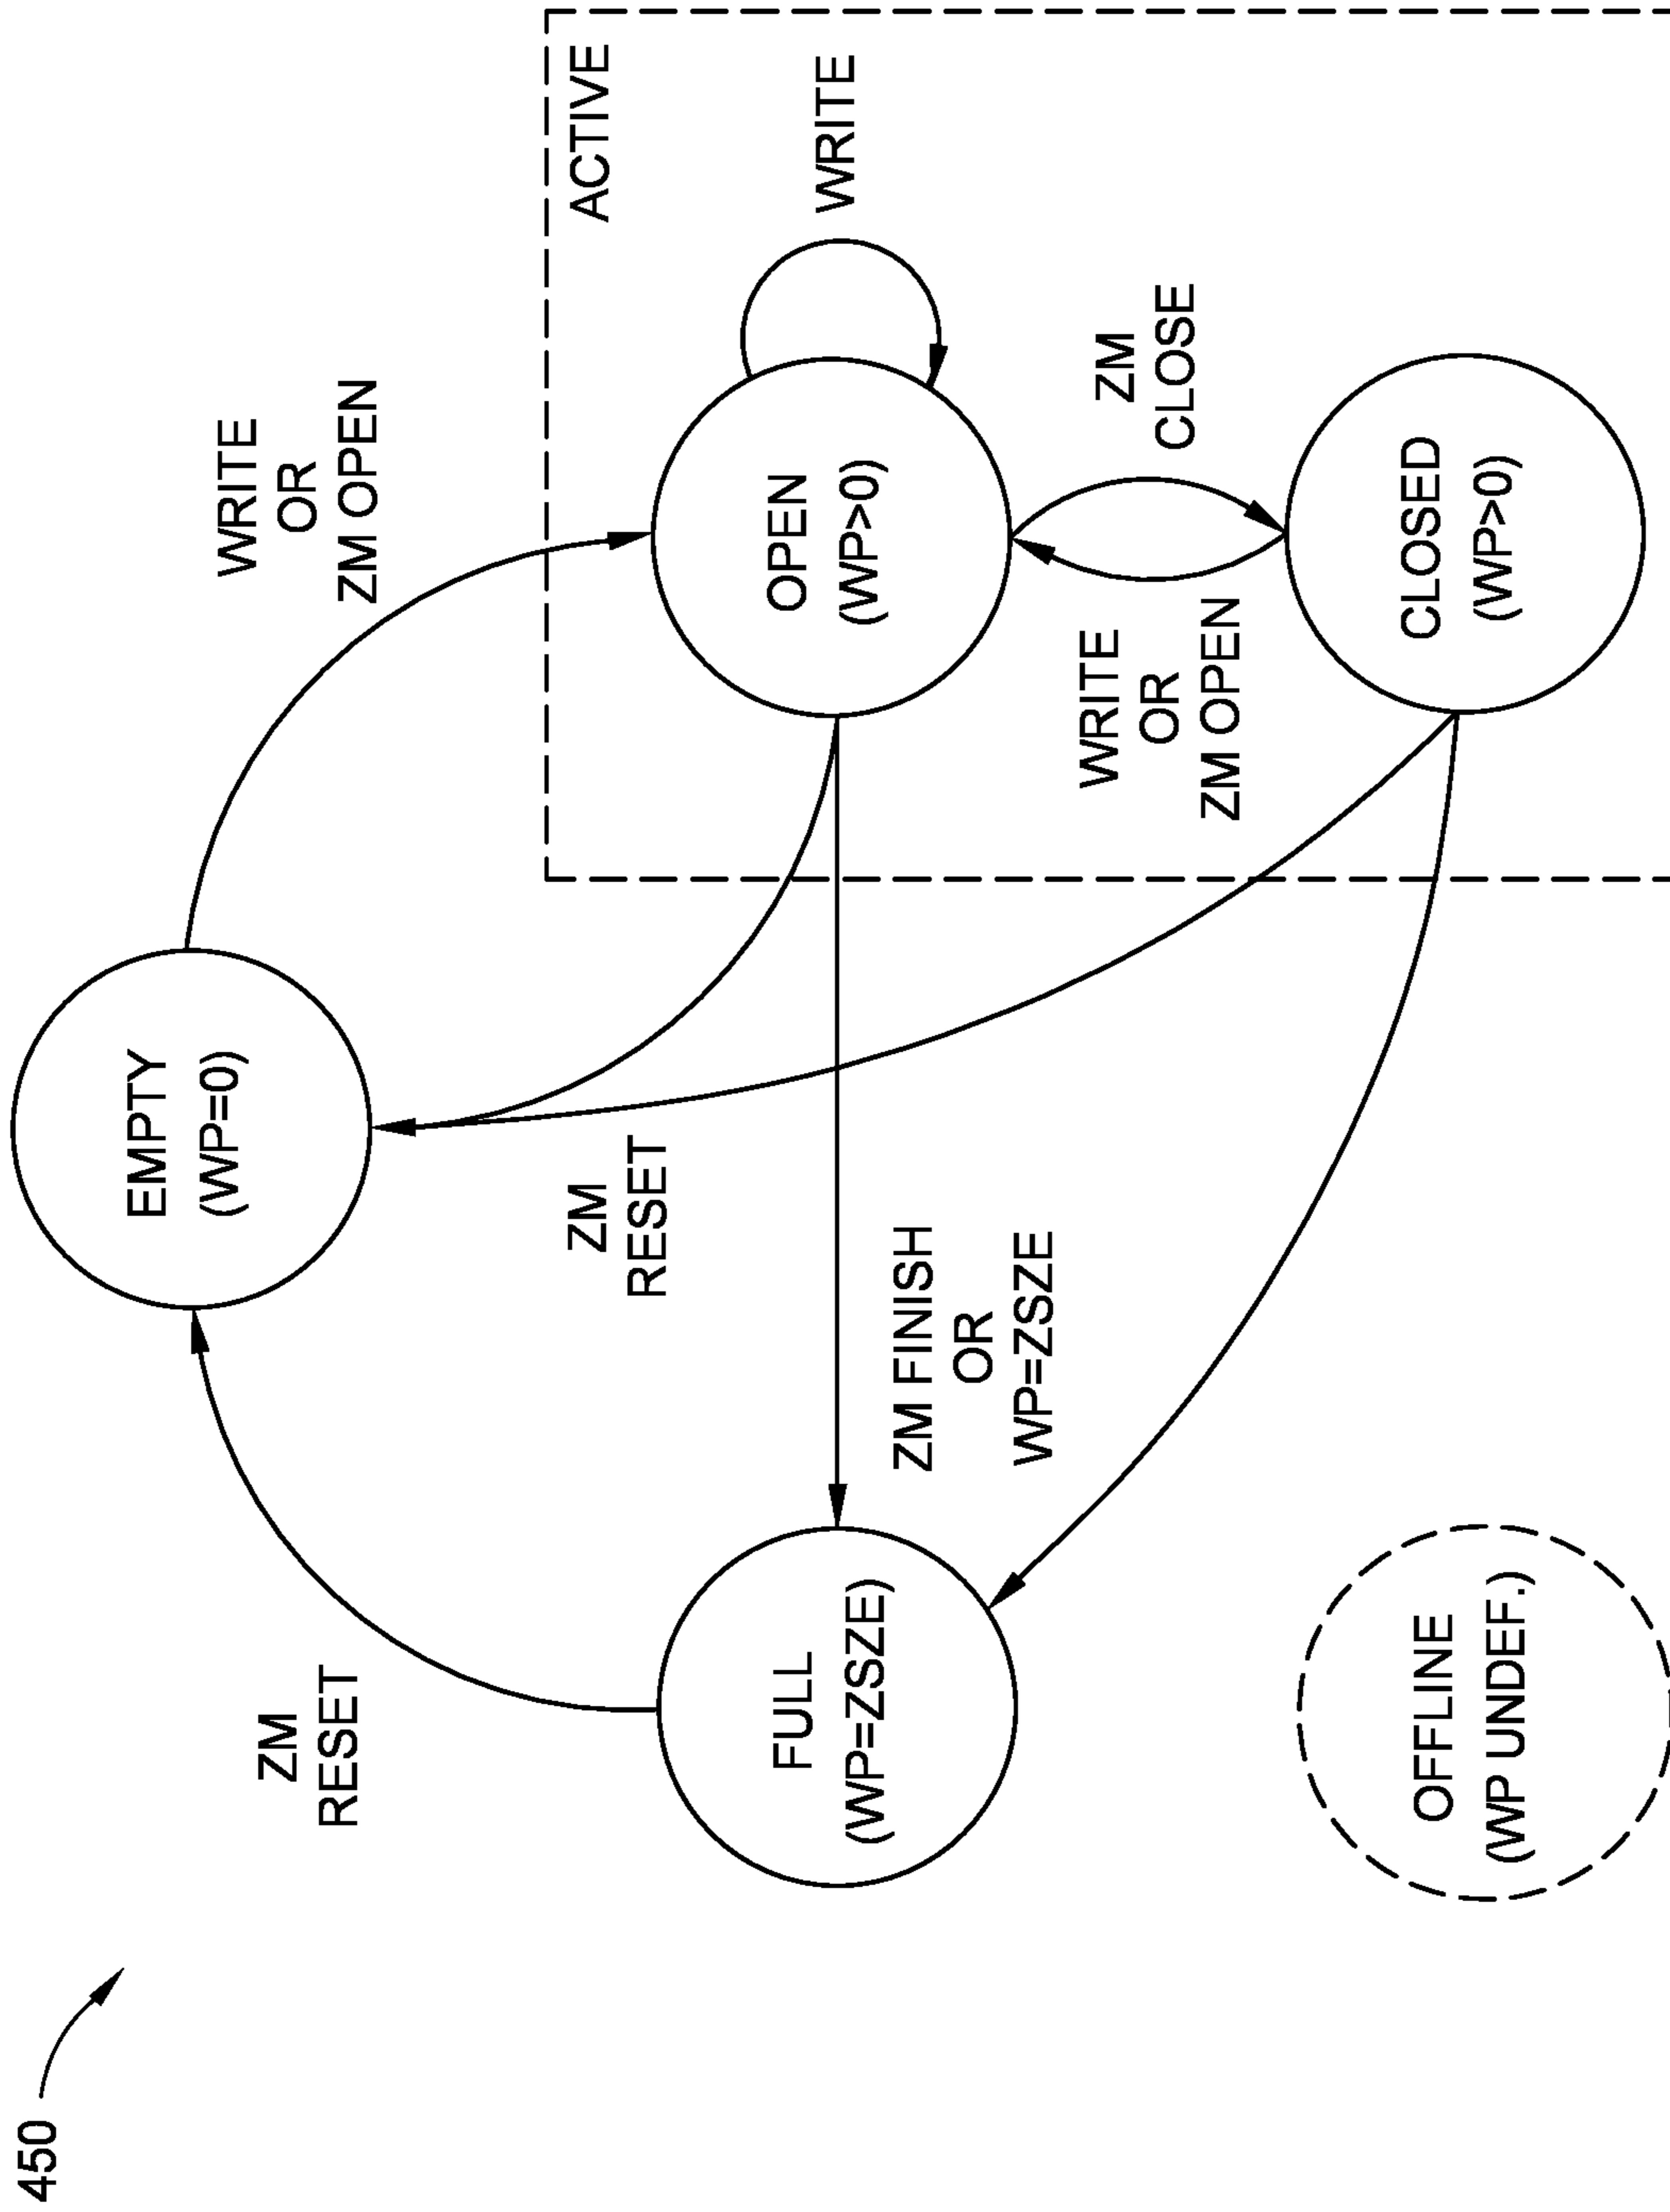 450
EMPTY
(WP=0)
WRITE
OR
ZM OPEN
ZM
RESET
ACTIVE
ZM
RESET
FULL
(WP=ZSZE)
ZM FINISH
OR
WP=ZSZE
OPEN
(WP>0)
WRITE
WRITE
OR
ZM OPEN
ZM
CLOSE
OFFLINE
(WP UNDEF.)
CLOSED
(WP>0)